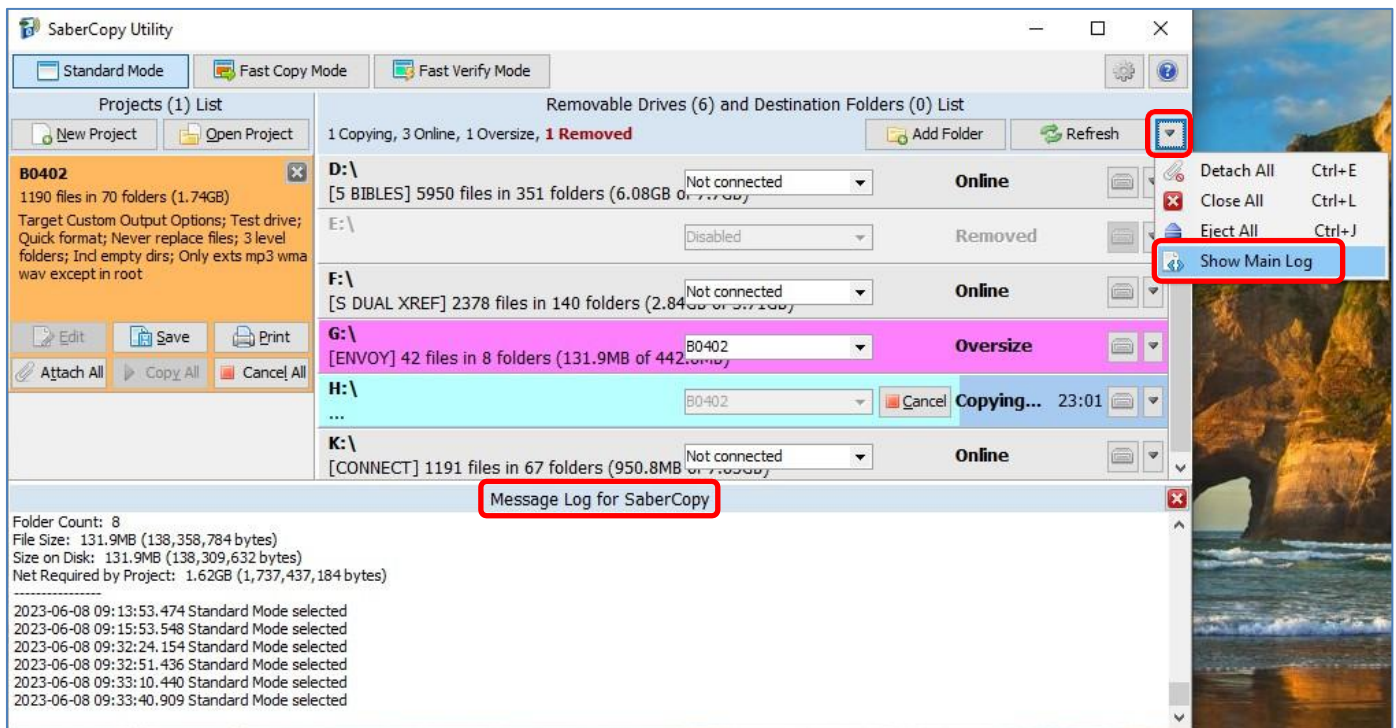 SaberCopy Utility
Standard Mode
Fast Copy Mode
Fast Verify Mode
Projects (1) List
Removable Drives (6) and Destination Folders (0) List
New Project
Open Project
1 Copying, 3 Online, 1 Oversize, 1 Removed
Add Folder
Refresh
Detach All Ctrl+E
Close All Ctrl+L
Eject All Ctrl+J
Show Main Log
B0402
1190 files in 70 folders (1.74GB)
Target Custom Output Options; Test drive;
Quick format; Never replace files; 3 level
folders; Incl empty dirs; Only exts mp3 wma
wav except in root
Edit
Save
Print
Attach All
Copy All
Cancel All
D:\
[5 BIBLES] 5950 files in 351 folders (6.08GB
Not connected
Online
E:\
Disabled
Removed
F:\
[S DUAL XREF] 2378 files in 140 folders (2.84GB of 3.71GB)
Not connected
Online
G:\
[ENVOY] 42 files in 8 folders (131.9MB of
B0402
Oversize
H:\
...
B0402
Cancel
Copying... 23:01
K:\
[CONNECT] 1191 files in 67 folders (950.8MB
Not connected
Online
Message Log for SaberCopy
Folder Count: 8
File Size: 131.9MB (138,358,784 bytes)
Size on Disk: 131.9MB (138,309,632 bytes)
Net Required by Project: 1.62GB (1,737,437,184 bytes)
----------------
2023-06-08 09:13:53.474 Standard Mode selected
2023-06-08 09:15:53.548 Standard Mode selected
2023-06-08 09:32:24.154 Standard Mode selected
2023-06-08 09:32:51.436 Standard Mode selected
2023-06-08 09:33:10.440 Standard Mode selected
2023-06-08 09:33:40.909 Standard Mode selected